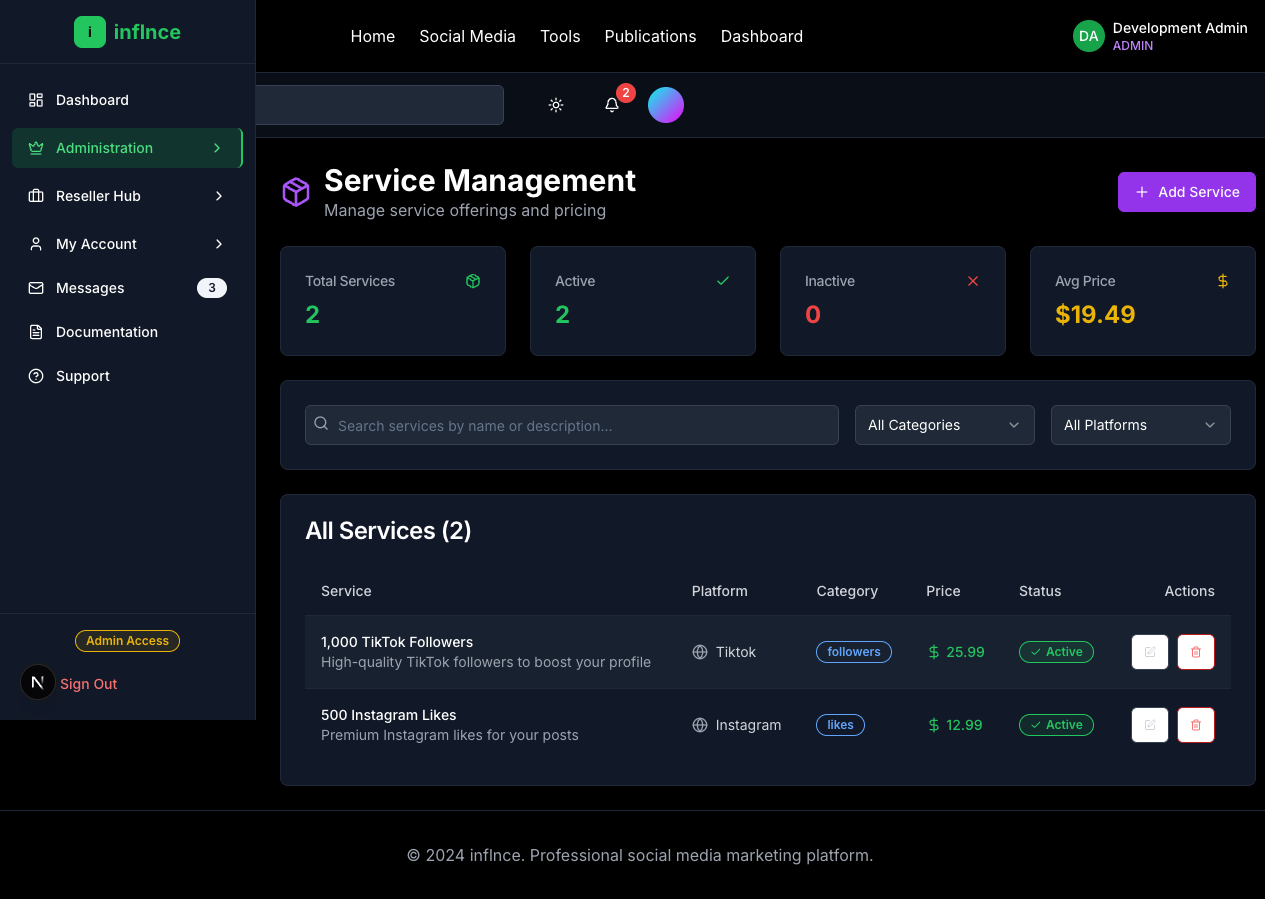 i inflnce
Home Social Media Tools Publications Dashboard
DA Development Admin
ADMIN
2
Dashboard
Administration
Reseller Hub
My Account
Messages 3
Documentation
Support
Admin Access
N Sign Out
Service Management
Manage service offerings and pricing
Add Service
Total Services
2
Active
2
Inactive
0
Avg Price
$19.49
Search services by name or description...
All Categories
All Platforms
All Services (2)
Service Platform Category Price Status Actions
1,000 TikTok Followers
High-quality TikTok followers to boost your profile
Tiktok followers $ 25.99 Active
500 Instagram Likes
Premium Instagram likes for your posts
Instagram likes $ 12.99 Active
© 2024 inflnce. Professional social media marketing platform.